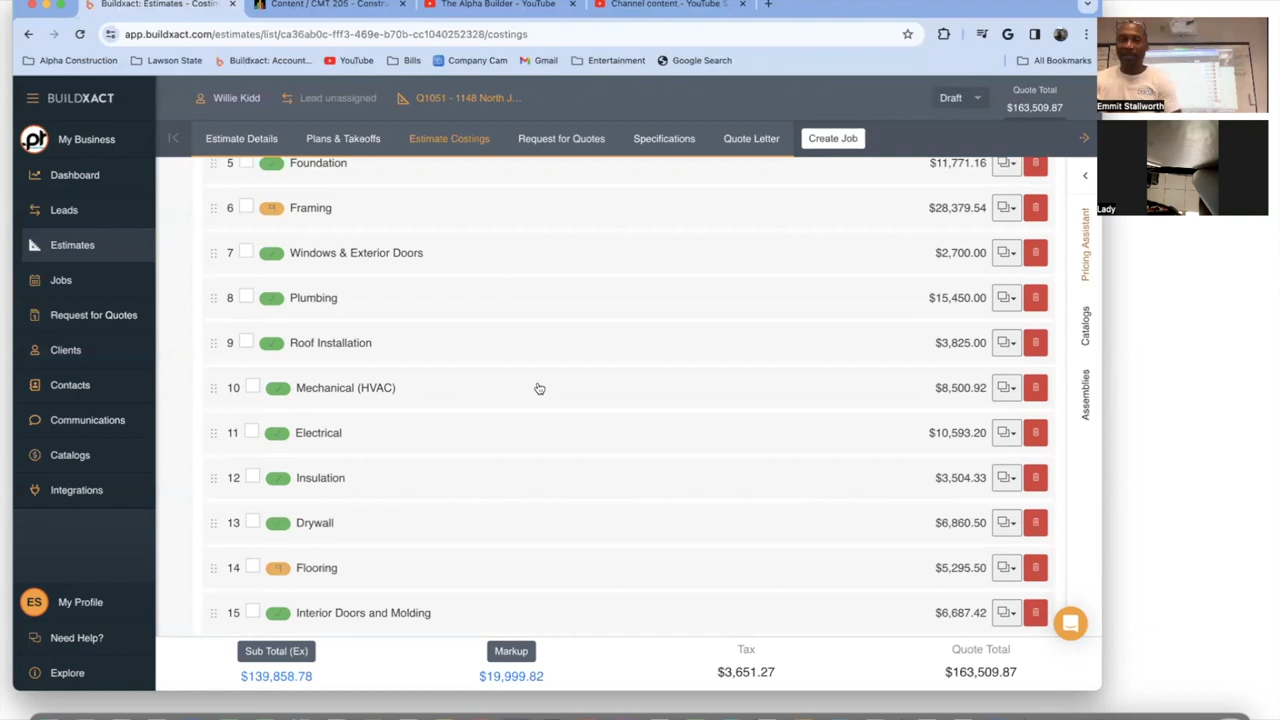 Buildxact: Estimates - Costin
Content / CMT 205 - Constru
The Alpha Builder - YouTube
Channel content - YouTube S
app.buildxact.com/estimates/list/ca36ab0c-fff3-469e-b70b-cc1040252328/costings
Alpha Construction
Lawson State
Buildxact: Account...
YouTube
Bills
Company Cam
Gmail
Entertainment
Google Search
All Bookmarks
BUILDXACT
Willie Kidd
Lead unassigned
Q1051 - 1148 North J...
Draft
Quote Total
$163,509.87
My Business
Estimate Details
Plans & Takeoffs
Estimate Costings
Request for Quotes
Specifications
Quote Letter
Create Job
Dashboard
Leads
Estimates
Jobs
Request for Quotes
Clients
Contacts
Communications
Catalogs
Integrations
ES My Profile
Need Help?
Explore
5 Foundation $11,771.16
6 Framing $28,379.54
7 Windows & Exterior Doors $2,700.00
8 Plumbing $15,450.00
9 Roof Installation $3,825.00
10 Mechanical (HVAC) $8,500.92
11 Electrical $10,593.20
12 Insulation $3,504.33
13 Drywall $6,860.50
14 Flooring $5,295.50
15 Interior Doors and Molding $6,687.42
Pricing Assistant
Catalogs
Assemblies
Sub Total (Ex)
$139,858.78
Markup
$19,999.82
Tax
$3,651.27
Quote Total
$163,509.87
Emmit Stallworth
Lady